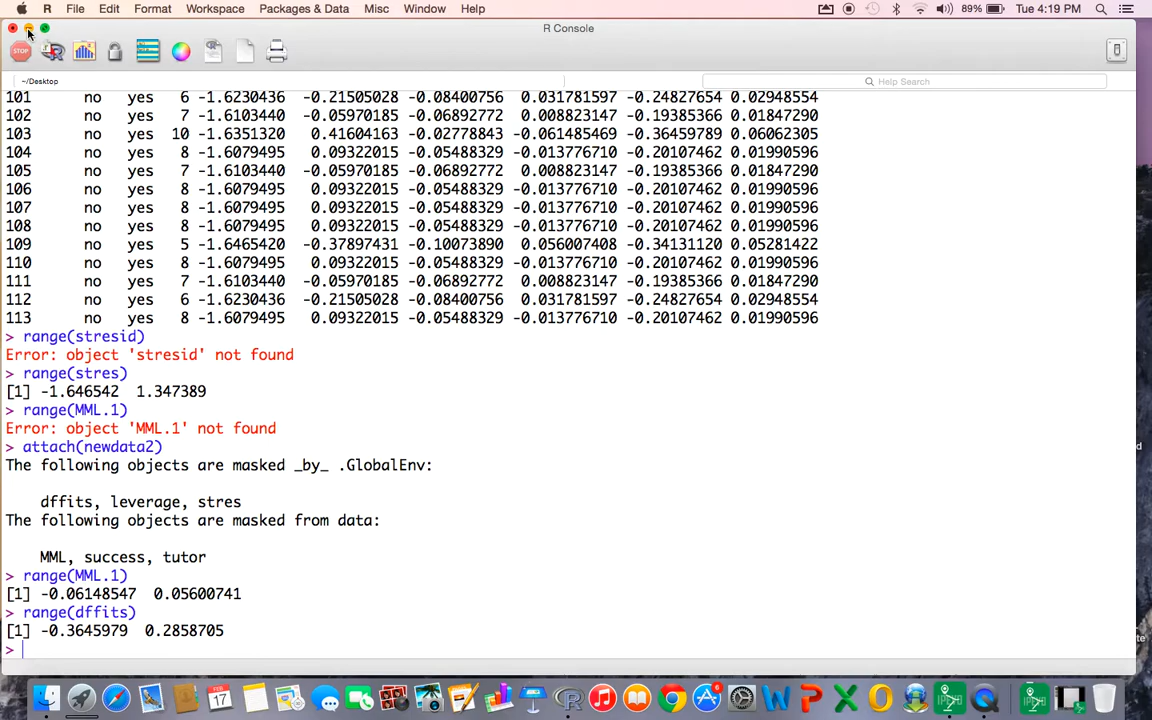 R File Edit Format Workspace Packages & Data Misc Window Help 89% Tue 4:19 PM
R Console
STOP
~/Desktop Help Search
101 no yes 6 -1.6230436 -0.21505028 -0.08400756 0.031781597 -0.24827654 0.02948554
102 no yes 7 -1.6103440 -0.05970185 -0.06892772 0.008823147 -0.19385366 0.01847290
103 no yes 10 -1.6351320 0.41604163 -0.02778843 -0.061485469 -0.36459789 0.06062305
104 no yes 8 -1.6079495 0.09322015 -0.05488329 -0.013776710 -0.20107462 0.01990596
105 no yes 7 -1.6103440 -0.05970185 -0.06892772 0.008823147 -0.19385366 0.01847290
106 no yes 8 -1.6079495 0.09322015 -0.05488329 -0.013776710 -0.20107462 0.01990596
107 no yes 8 -1.6079495 0.09322015 -0.05488329 -0.013776710 -0.20107462 0.01990596
108 no yes 8 -1.6079495 0.09322015 -0.05488329 -0.013776710 -0.20107462 0.01990596
109 no yes 5 -1.6465420 -0.37897431 -0.10073890 0.056007408 -0.34131120 0.05281422
110 no yes 8 -1.6079495 0.09322015 -0.05488329 -0.013776710 -0.20107462 0.01990596
111 no yes 7 -1.6103440 -0.05970185 -0.06892772 0.008823147 -0.19385366 0.01847290
112 no yes 6 -1.6230436 -0.21505028 -0.08400756 0.031781597 -0.24827654 0.02948554
113 no yes 8 -1.6079495 0.09322015 -0.05488329 -0.013776710 -0.20107462 0.01990596
> range(stresid)
Error: object 'stresid' not found
> range(stres)
[1] -1.646542 1.347389
> range(MML.1)
Error: object 'MML.1' not found
> attach(newdata2)
The following objects are masked _by_ .GlobalEnv:
dffits, leverage, stres
The following objects are masked from data:
MML, success, tutor
> range(MML.1)
[1] -0.06148547 0.05600741
> range(dffits)
[1] -0.3645979 0.2858705
>
FEB
17